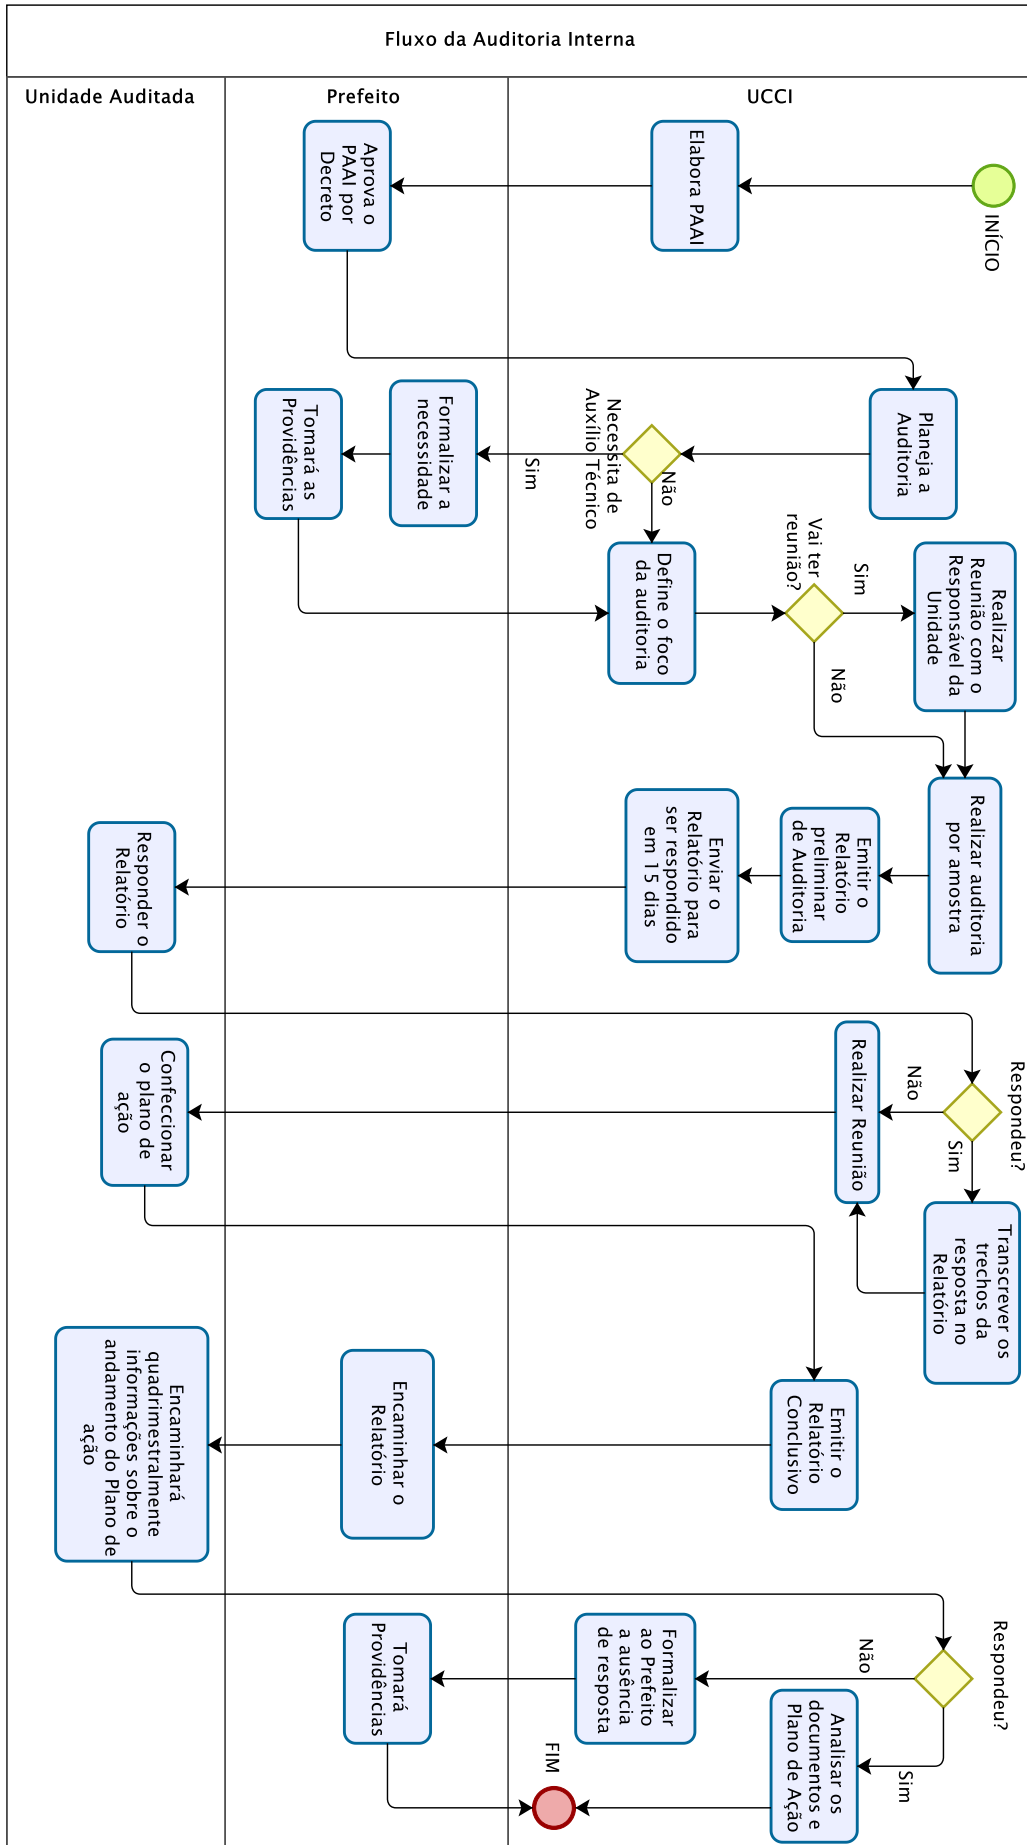 Fluxo da Auditoria Interna
Unidade Auditada
Prefeito
UCCI
INÍCIO
Elabora PAAI
Aprova o
PAAI por
Decreto
Planeja a
Auditoria
Necessita de
Auxílio Técnico
Não
Sim
Formalizar a
necessidade
Tomará as
Providências
Define o foco
da auditoria
Vai ter
reunião?
Sim
Não
Realizar
Reunião com o
Responsável da
Unidade
Realizar auditoria
por amostra
Emitir o
Relatório
preliminar
de Auditoria
Enviar o
Relatório para
ser respondido
em 15 dias
Responder o
Relatório
Respondeu?
Não
Sim
Transcrever os
trechos da
resposta no
Relatório
Realizar Reunião
Confeccionar
o plano de
ação
Emitir o
Relatório
Conclusivo
Encaminhar o
Relatório
Encaminhará
quadrimestralmente
informações sobre o
andamento do Plano de
ação
Respondeu?
Não
Sim
Formalizar
ao Prefeito
a ausência
de resposta
Tomará
Providências
Analisar os
documentos e
Plano de Ação
FIM